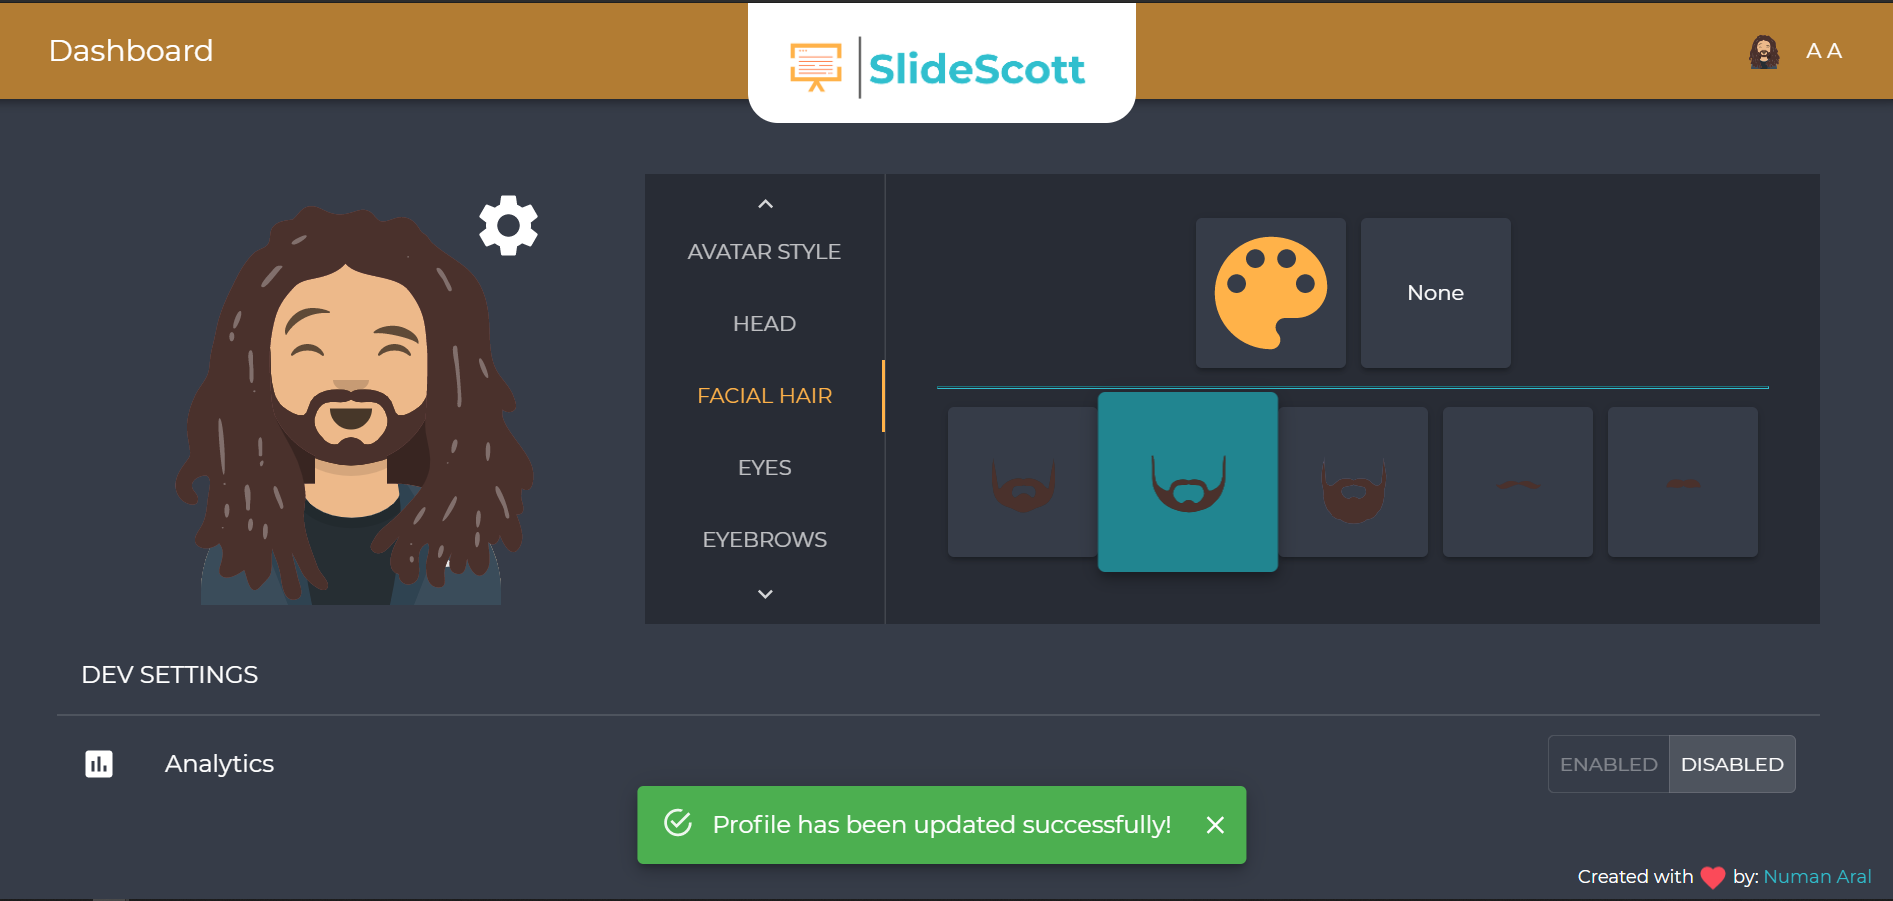 Dashboard
SlideScott
A A
AVATAR STYLE
HEAD
FACIAL HAIR
EYES
EYEBROWS
None
DEV SETTINGS
Analytics
ENABLED
DISABLED
Profile has been updated successfully!
Created with by: Numan Aral